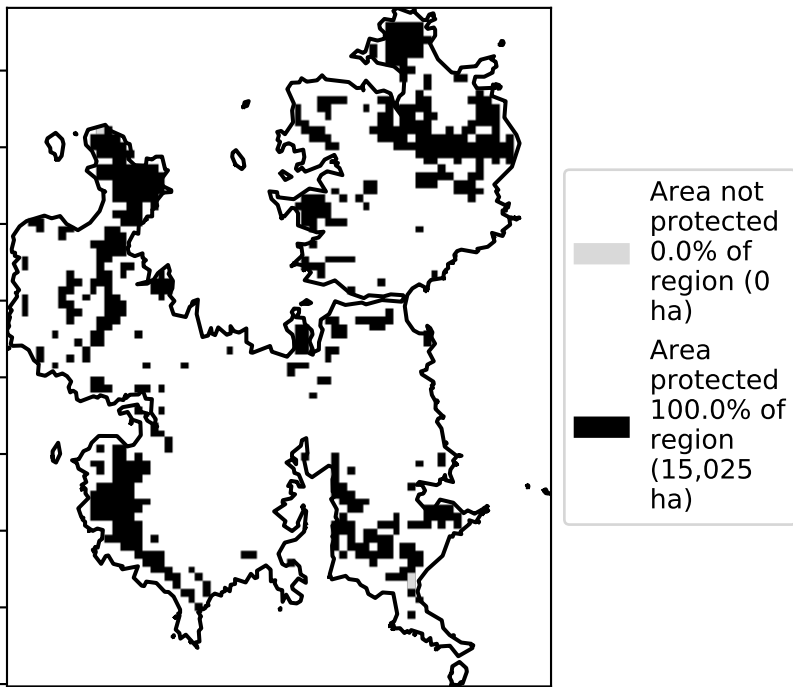 Area not
protected
0.0% of
region (0
ha)
Area
protected
100.0% of
region
(15,025
ha)